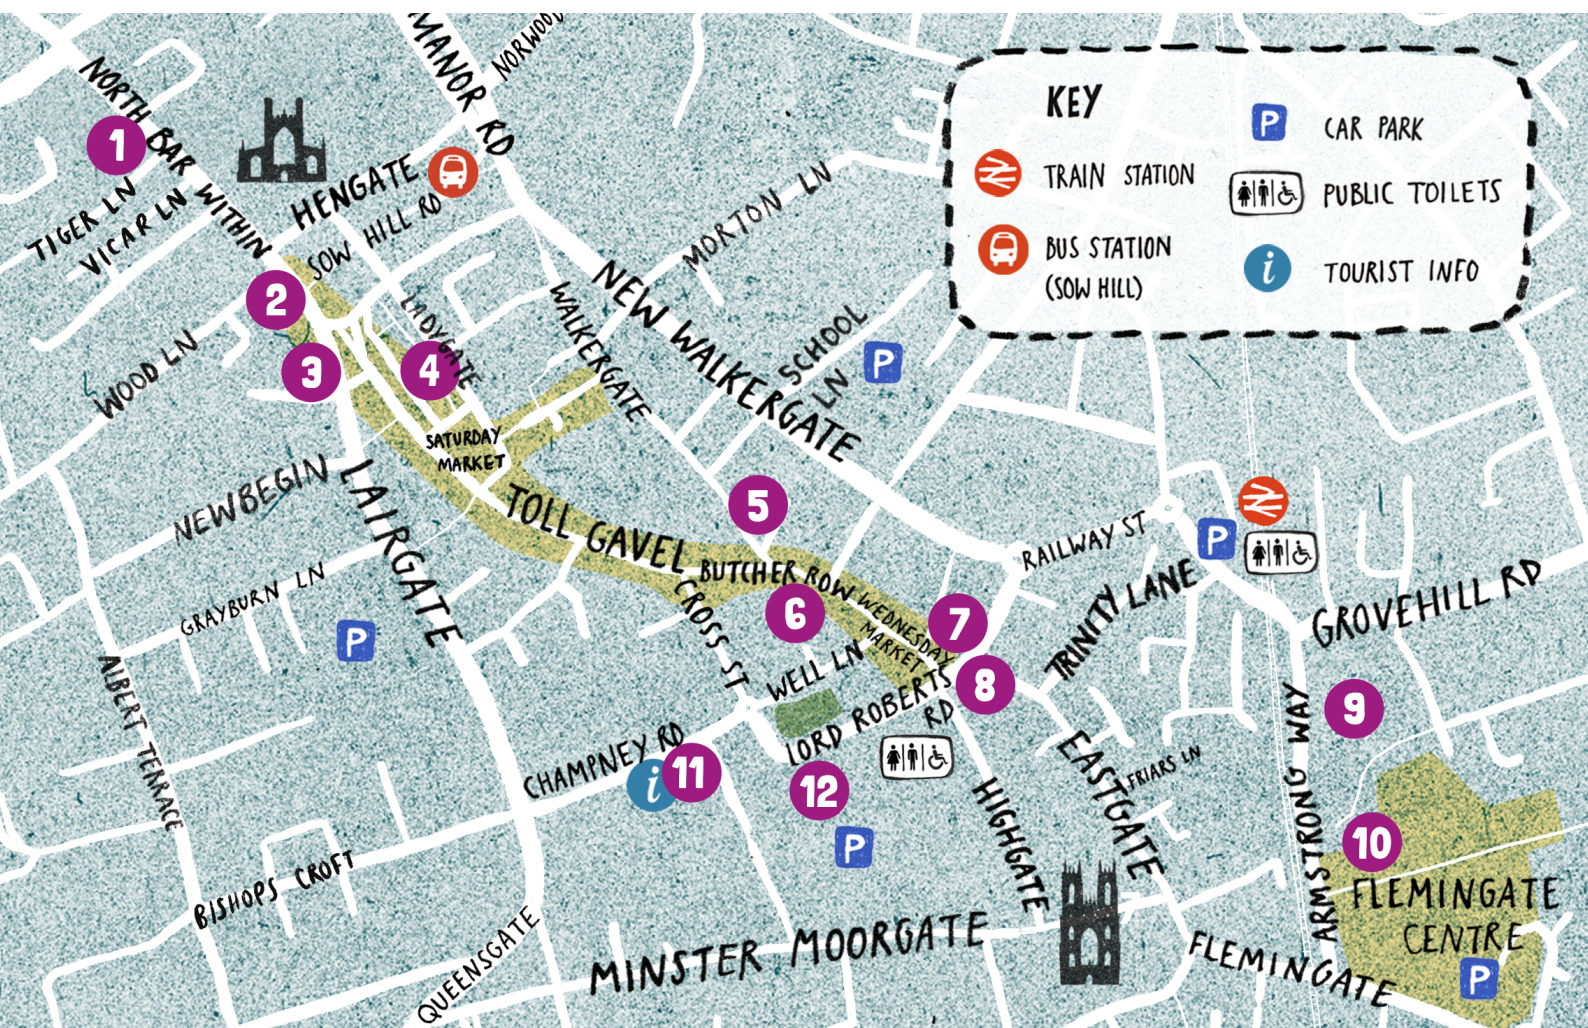 MANOR RD
NORWOOD
NORTH BAR WITHIN
1
HENGATE
TIGER LN
VICAR LN
SOW HILL RD
MORTON LN
KEY
TRAIN STATION
BUS STATION
(SOW HILL)
P
CAR PARK
PUBLIC TOILETS
i
TOURIST INFO
2
3
4
LADYGATE
WALKERGATE
NEW WALKERGATE
SCHOOL
LN
P
WOOD LN
SATURDAY
MARKET
NEWBEGIN
LAIRGATE
TOLL GAVEL
5
BUTCHER ROW
6
WEDNESDAY
MARKET
7
8
RAILWAY ST
P
TRINITY LANE
GROVEHILL RD
GRAYBURN LN
P
CROSS ST
WELL LN
LORD ROBERTS
RD
ALBERT TERRACE
CHAMPNEY RD
i
11
12
P
EASTGATE
FRIARS LN
HIGHGATE
ARMSTRONG WAY
9
10
FLEMINGATE
CENTRE
P
BISHOPS CROFT
QUEENSGATE
MINSTER MOORGATE
FLEMINGATE